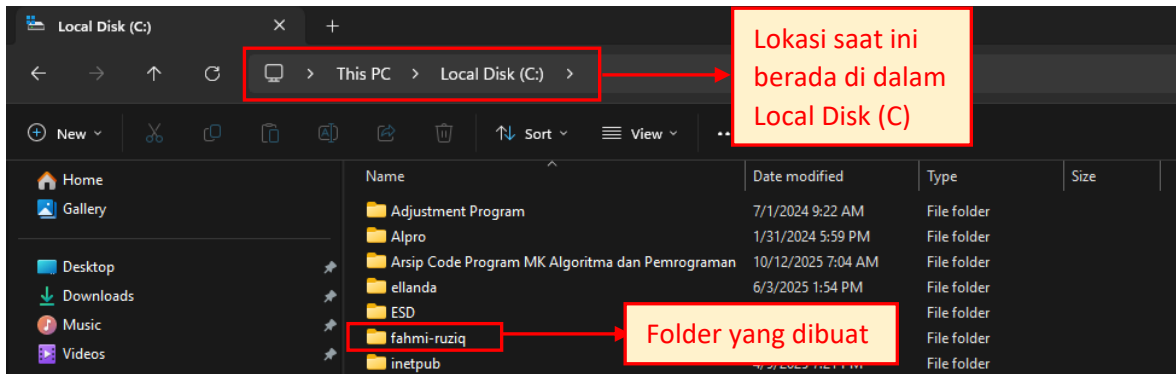 Local Disk (C:)
Lokasi saat ini
berada di dalam
Local Disk (C)
This PC > Local Disk (C:) >
New
Sort
View
Name
Date modified
Type
Size
Home
Gallery
Desktop
Downloads
Music
Videos
Adjustment Program 7/1/2024 9:22 AM File folder
Alpro 1/31/2024 5:59 PM File folder
Arsip Code Program MK Algoritma dan Pemrograman 10/12/2025 7:04 AM File folder
ellanda 6/3/2025 1:54 PM File folder
ESD File folder
fahmi-ruziq File folder
Folder yang dibuat
inetpub File folder